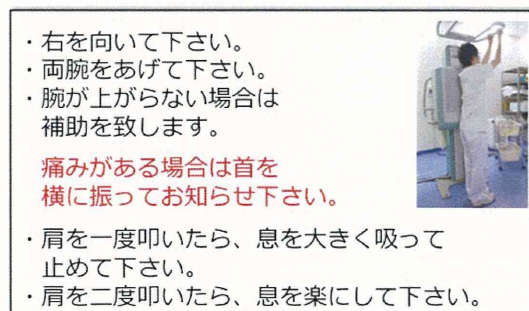 ・右を向いて下さい。
・両腕をあげて下さい。
・腕が上がらない場合は
補助を致します。
痛みがある場合は首を
横に振ってお知らせ下さい。
・肩を一度叩いたら、息を大きく吸って
止めて下さい。
・肩を二度叩いたら、息を楽にして下さい。